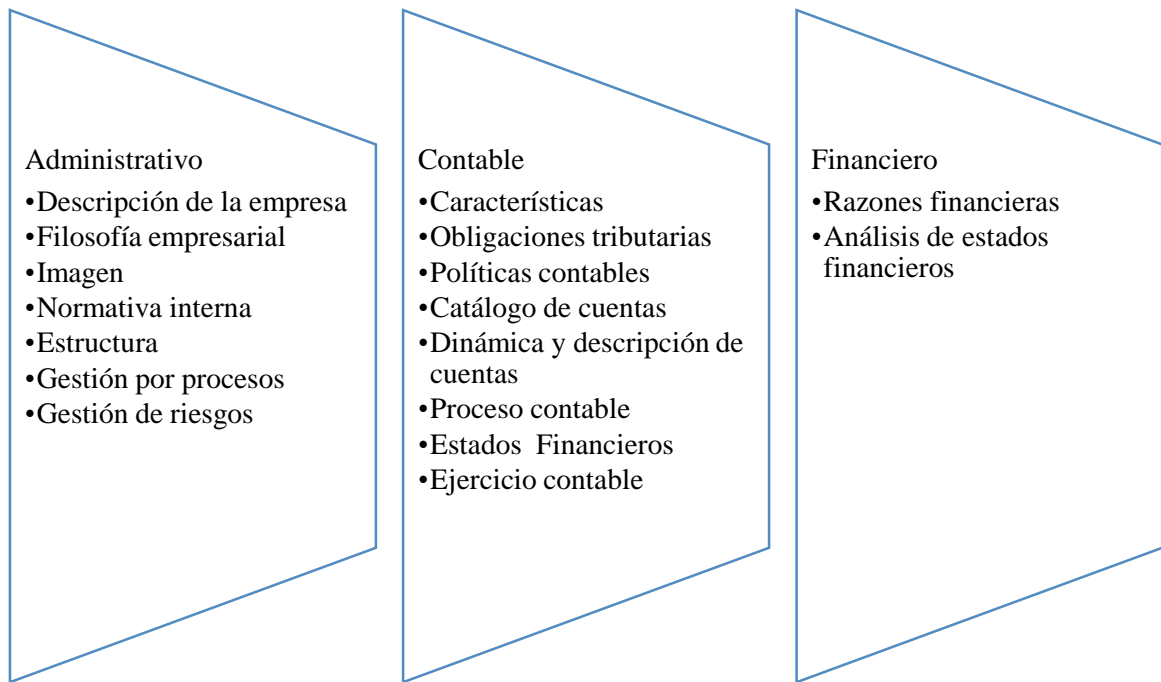 Administrativo
•Descripción de la empresa
•Filosofía empresarial
•Imagen
•Normativa interna
•Estructura
•Gestión por procesos
•Gestión de riesgos
Contable
•Características
•Obligaciones tributarias
•Políticas contables
•Catálogo de cuentas
•Dinámica y descripción de
cuentas
•Proceso contable
•Estados  Financieros
•Ejercicio contable
Financiero
•Razones financieras
•Análisis de estados
financieros